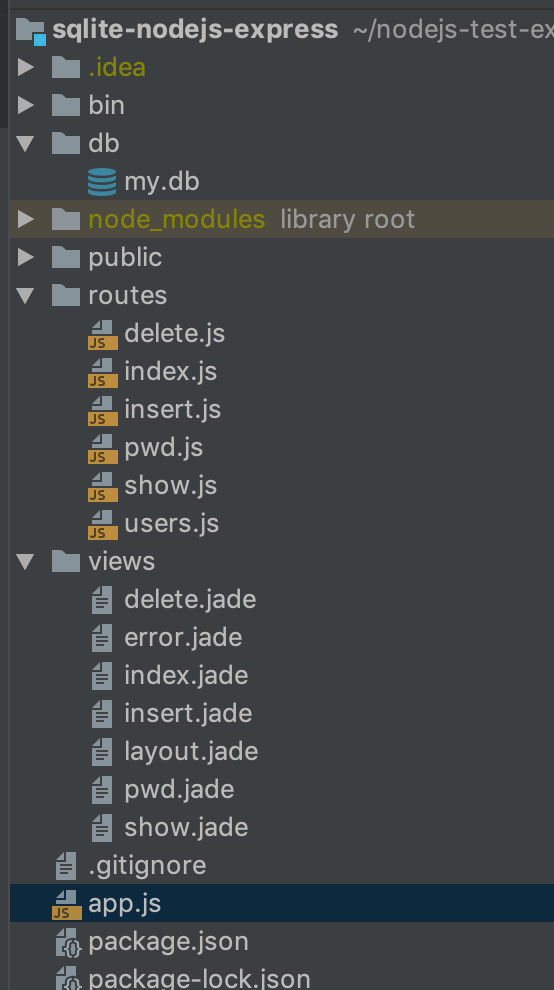 sqlite-nodejs-express ~/nodejs-test-ex
.idea
bin
db
my.db
node_modules library root
public
routes
JS delete.js
JS index.js
JS insert.js
JS pwd.js
JS show.js
JS users.js
views
delete.jade
error.jade
index.jade
insert.jade
layout.jade
pwd.jade
show.jade
.gitignore
JS app.js
package.json
package-lock.json